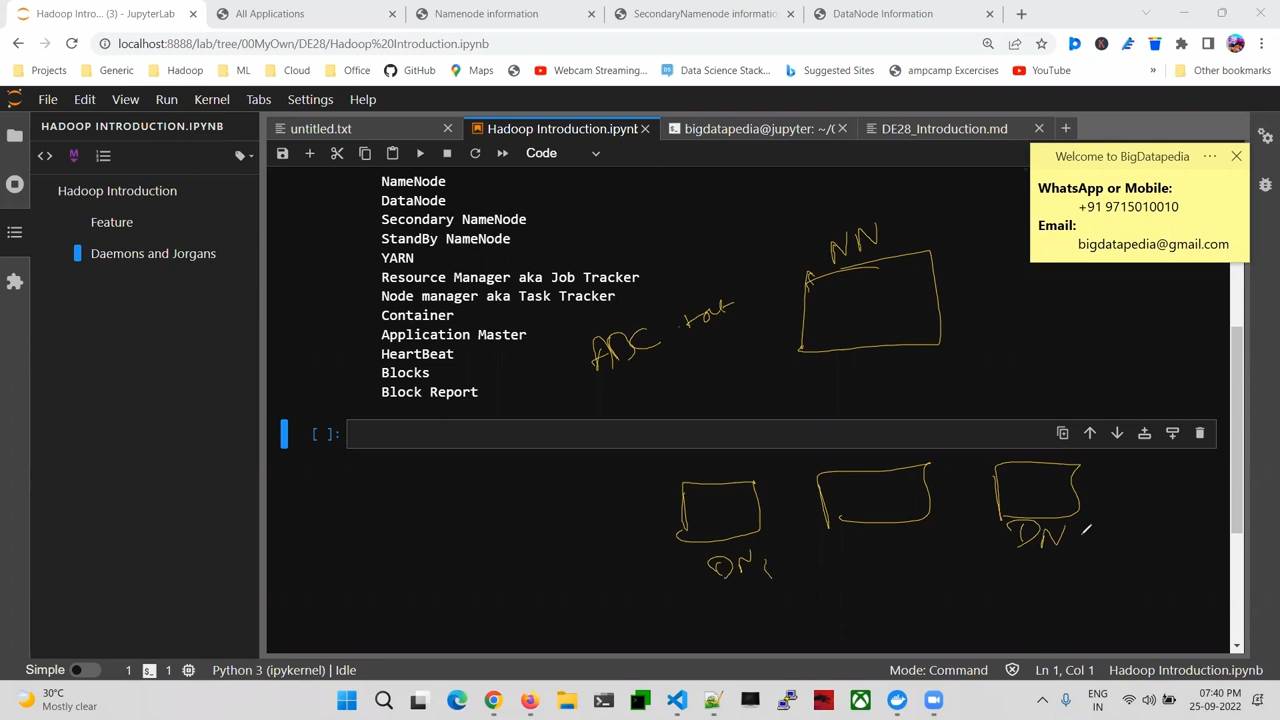 Hadoop Intro... (3) - JupyterLab
All Applications
Namenode information
SecondaryNamenode informatio
DataNode Information
localhost:8888/lab/tree/00MyOwn/DE28/Hadoop%20Introduction.ipynb
Projects
Generic
Hadoop
ML
Cloud
Office
GitHub
Maps
Webcam Streaming...
Data Science Stack...
Suggested Sites
ampcamp Excercises
YouTube
»
Other bookmarks
File
Edit
View
Run
Kernel
Tabs
Settings
Help
HADOOP INTRODUCTION.IPYNB
untitled.txt
Hadoop Introduction.ipynt
bigdatapedia@jupyter: ~/(
DE28_Introduction.md
Code
Hadoop Introduction
Feature
Daemons and Jorgans
Welcome to BigDatapedia
WhatsApp or Mobile:
+91 9715010010
Email:
bigdatapedia@gmail.com
NameNode
DataNode
Secondary NameNode
StandBy NameNode
YARN
Resource Manager aka Job Tracker
Node manager aka Task Tracker
Container
Application Master
HeartBeat
Blocks
Block Report
NN
ABC
[ ]:
DN
DN
Simple
1
1
Python 3 (ipykernel) | Idle
Mode: Command
Ln 1, Col 1
Hadoop Introduction.ipynb
30°C
Mostly clear
ENG
IN
07:40 PM
25-09-2022